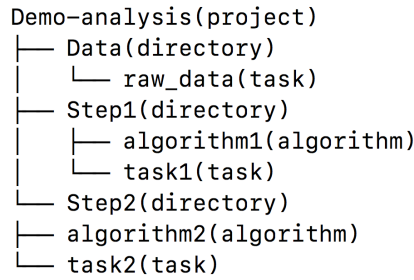 Demo-analysis(project)
├── Data(directory)
│   └── raw_data(task)
├── Step1(directory)
│   ├── algorithm1(algorithm)
│   └── task1(task)
└── Step2(directory)
├── algorithm2(algorithm)
└── task2(task)